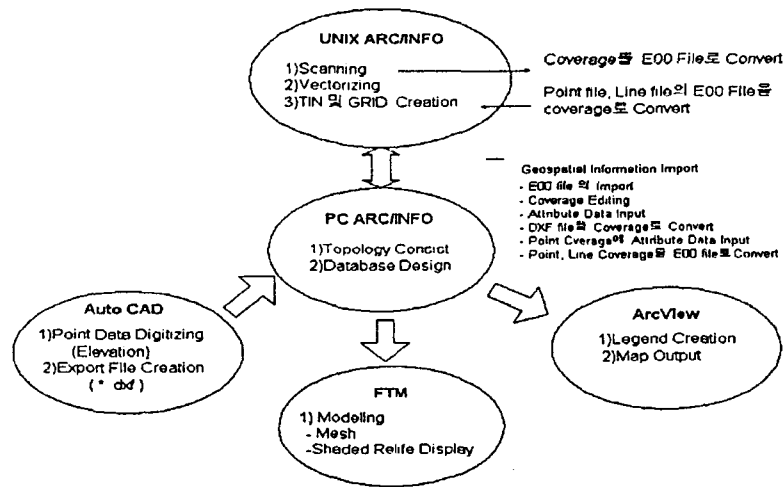 UNIX ARC/INFO
1)Scanning
2)Vectorizing
3)TIN 및 GRID Creation
Coverage를 E00 File로 Convert
Point file, Line file의 E00 File을
coverage로 Convert
Geospatial Information Import
- E00 file 의 Import
- Coverage Editing
- Attribute Data Input
- DXF file을 Coverage로 Convert
- Point Cverage에 Attribute Data Input
- Point, Line Coverage를 E00 file로 Convert
PC ARC/INFO
1)Topology Concict
2)Database Design
Auto CAD
1)Point Data Digitizing
(Elevation)
2)Export File Creation
( * dxf )
FTM
1) Modeling
- Mesh
-Shaded Relife Display
ArcView
1)Legend Creation
2)Map Output